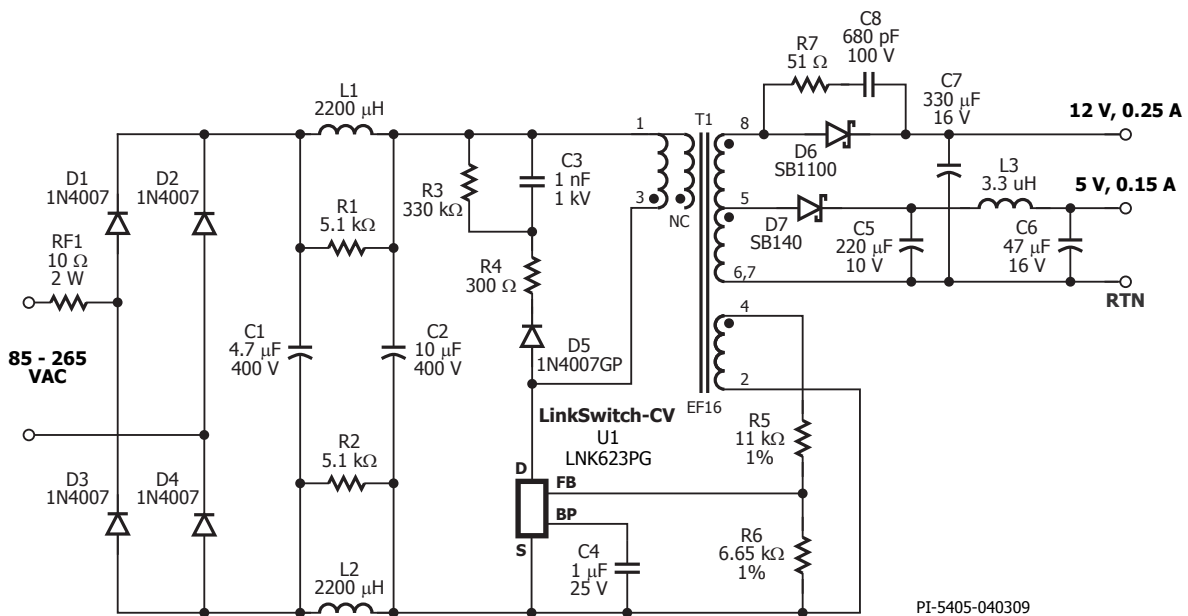 C8
680 pF
100 V
R7
51 Ω
C7
330 µF
16 V
12 V, 0.25 A
L1
2200 µH
T1
1
8
D6
SB1100
L3
3.3 uH
5 V, 0.15 A
D1
1N4007
D2
1N4007
R3
330 kΩ
C3
1 nF
1 kV
3
NC
5
D7
SB140
C5
220 µF
10 V
C6
47 µF
16 V
R1
5.1 kΩ
RF1
10 Ω
2 W
R4
300 Ω
6,7
RTN
4
85 - 265
VAC
C1
4.7 µF
400 V
C2
10 µF
400 V
D5
1N4007GP
2
EF16
LinkSwitch-CV
U1
LNK623PG
R5
11 kΩ
1%
R2
5.1 kΩ
D3
1N4007
D4
1N4007
D
FB
BP
S
C4
1 µF
25 V
R6
6.65 kΩ
1%
L2
2200 µH
PI-5405-040309